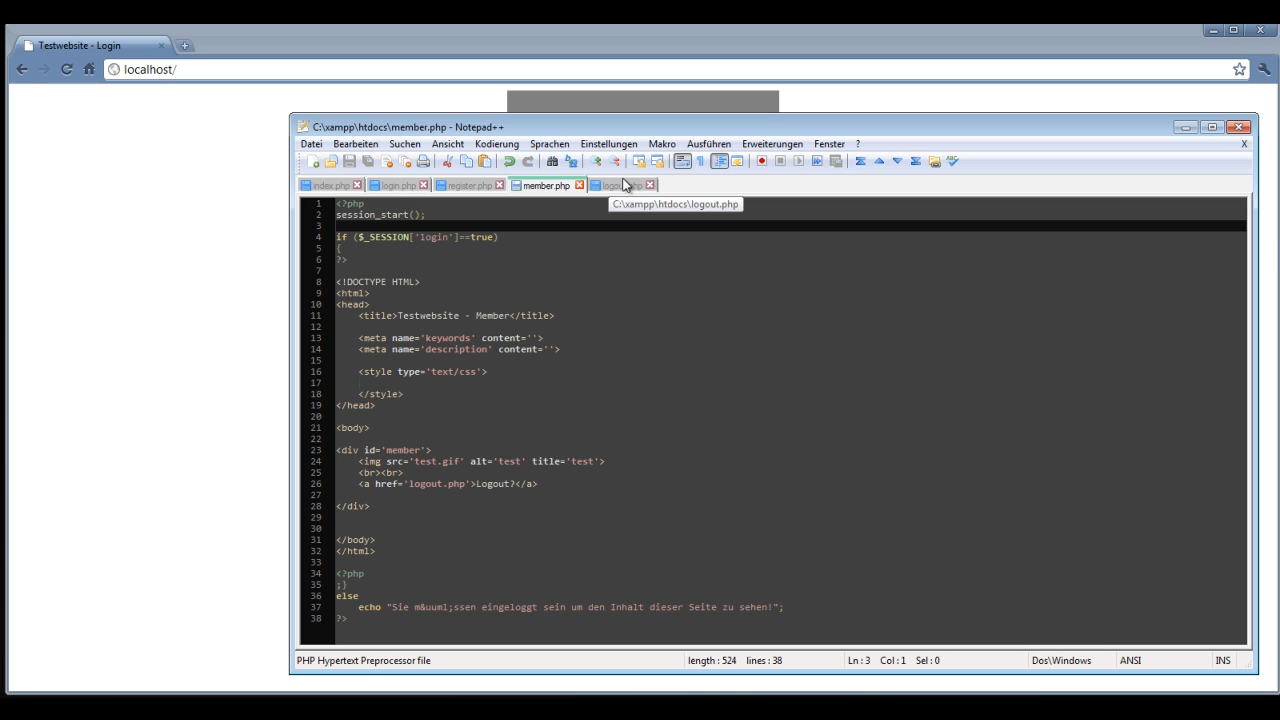 Testwebsite - Login
localhost/
C:\xampp\htdocs\member.php - Notepad++
Datei Bearbeiten Suchen Ansicht Kodierung Sprachen Einstellungen Makro Ausführen Erweiterungen Fenster ? X
index.php login.php register.php member.php
C:\xampp\htdocs\logout.php
1 <?php
2 session_start();
3
4 if ($_SESSION['login']==true)
5 {
6 ?>
7
8 <!DOCTYPE HTML>
9 <html>
10 <head>
11 <title>Testwebsite - Member</title>
12
13 <meta name='keywords' content=''>
14 <meta name='description' content=''>
15
16 <style type='text/css'>
17
18 </style>
19 </head>
20
21 <body>
22
23 <div id='member'>
24 <img src='test.gif' alt='test' title='test'>
25 <br><br>
26 <a href='logout.php'>Logout?</a>
27
28 </div>
29
30
31 </body>
32 </html>
33
34 <?php
35 ;}
36 else
37 echo "Sie m&uuml;ssen eingeloggt sein um den Inhalt dieser Seite zu sehen!";
38 ?>
PHP Hypertext Preprocessor file length : 524 lines : 38 Ln : 3 Col : 1 Sel : 0 Dos\Windows ANSI INS